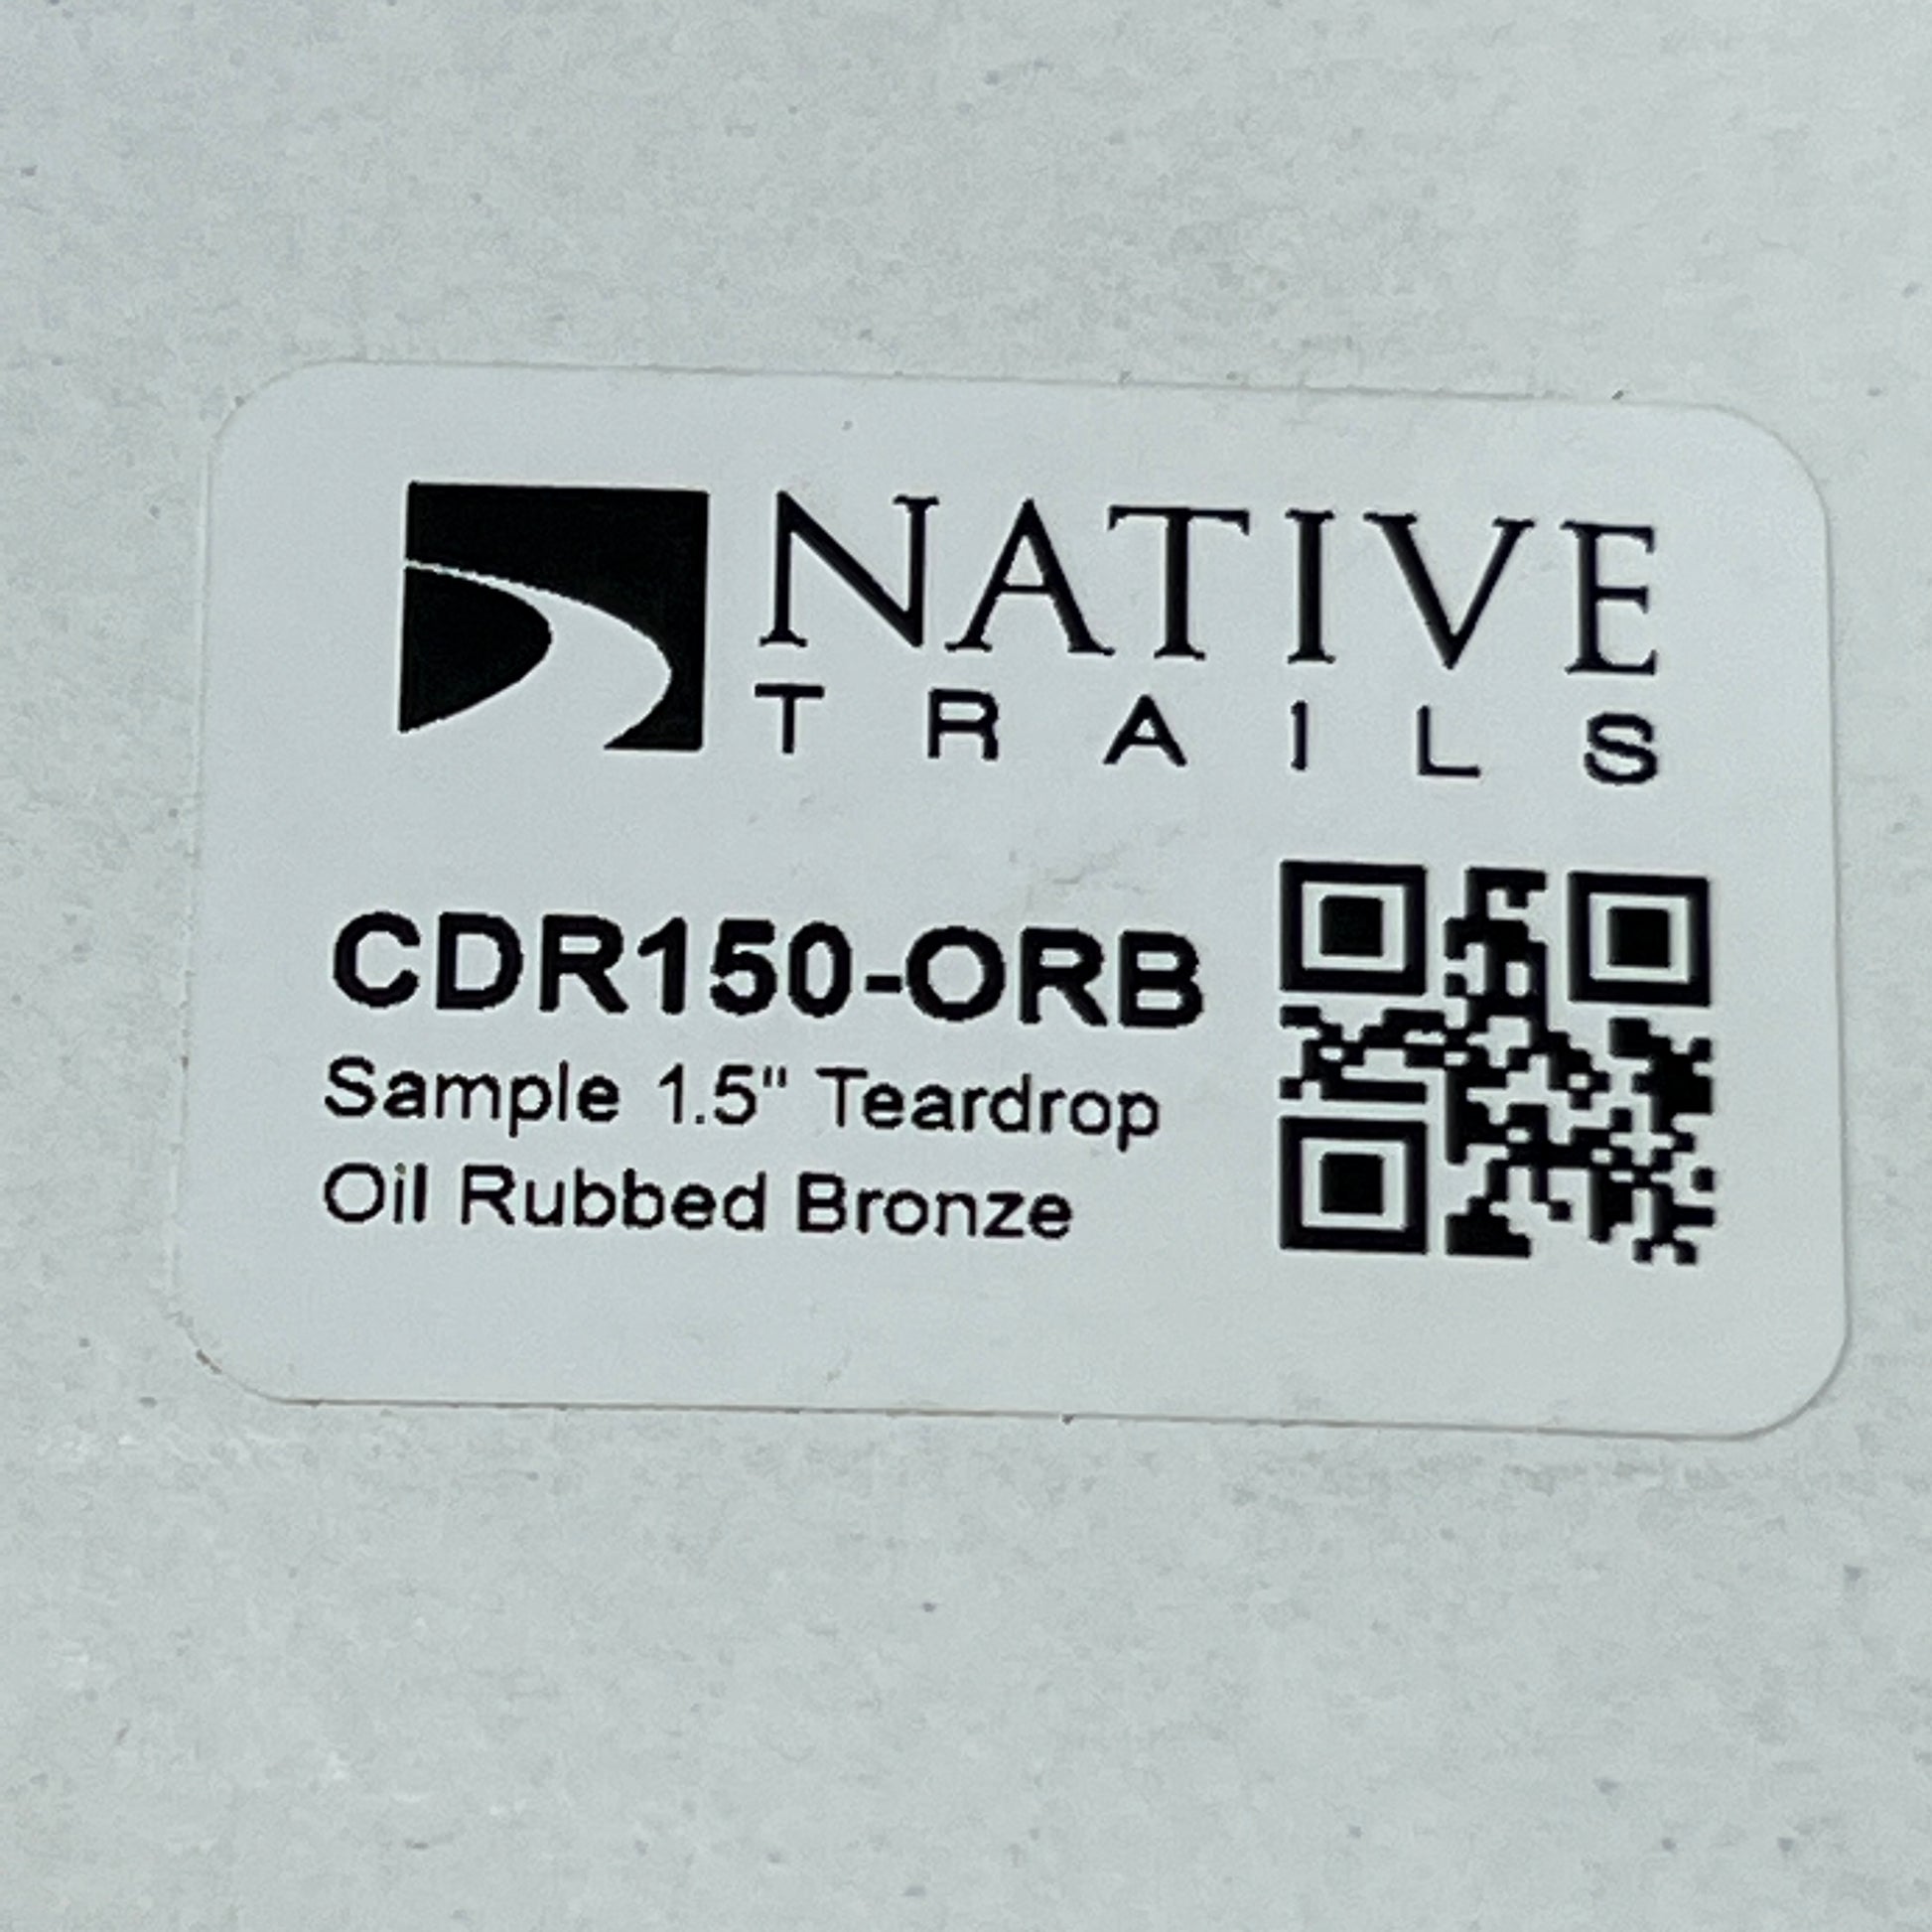 NATIVE
TRAILS
CDR150-ORB
Sample 1.5" Teardrop
Oil Rubbed Bronze